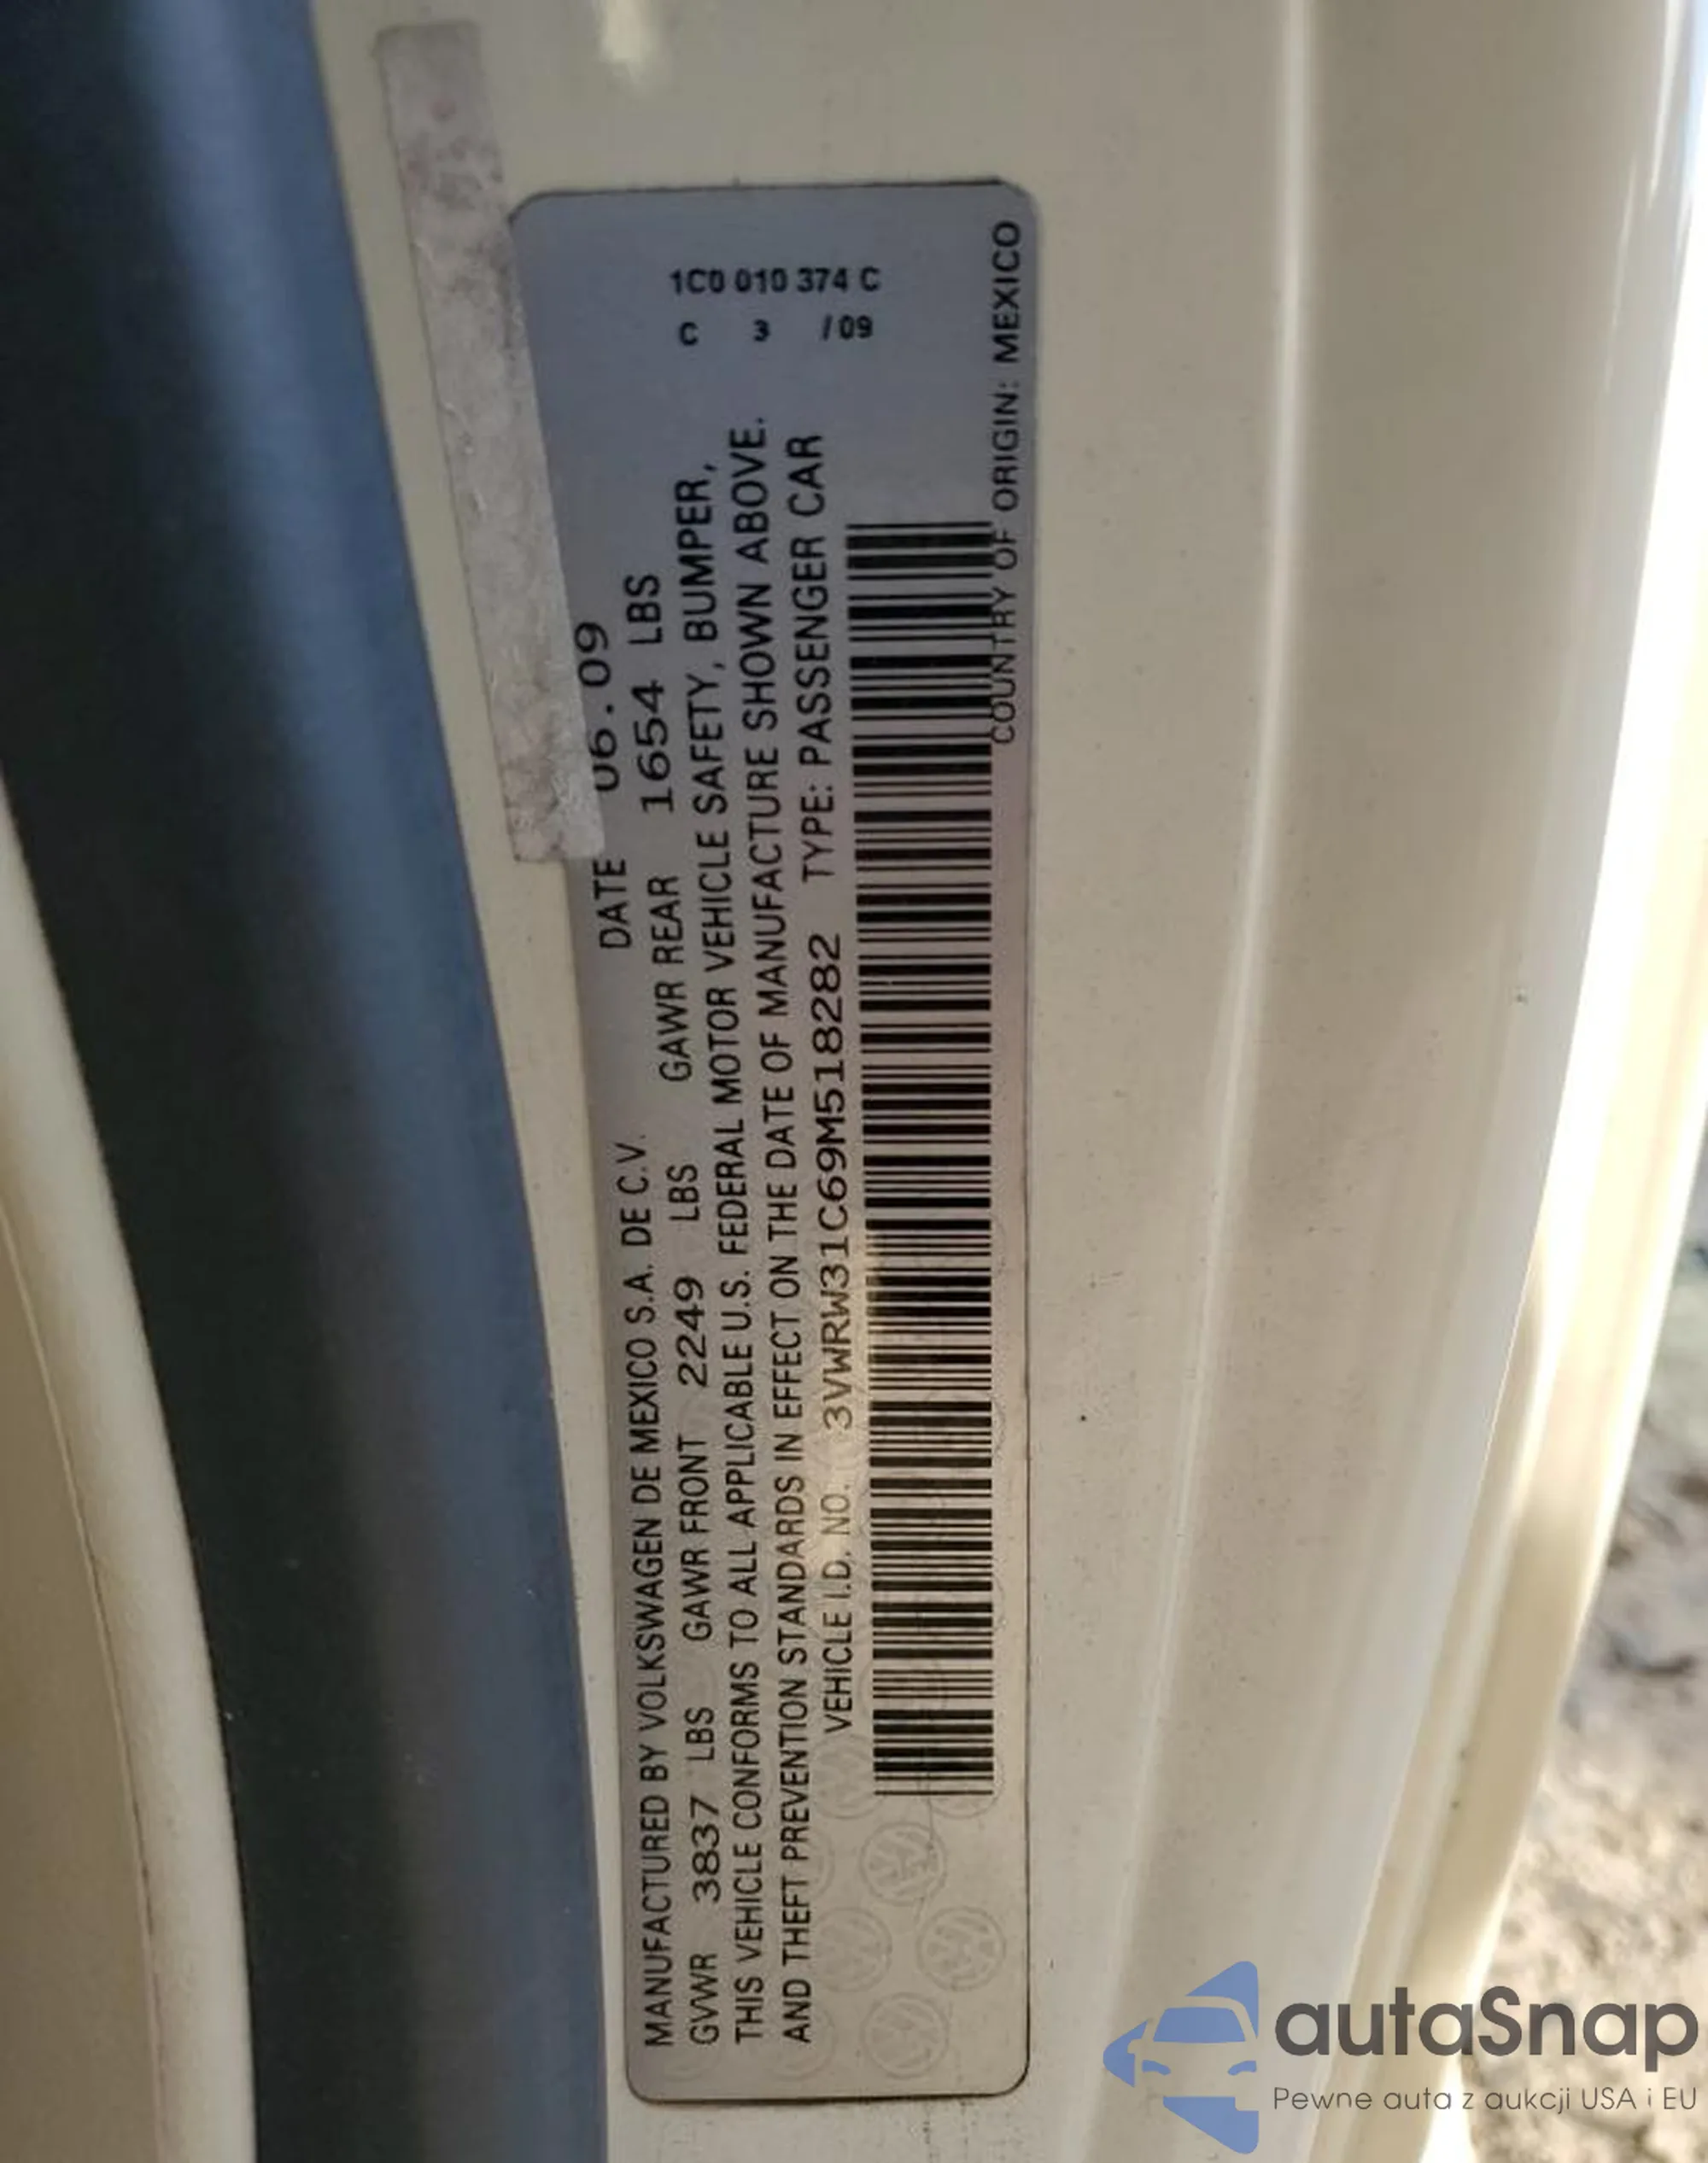 MANUFACTURED BY VOLKSWAGEN DE MEXICO S.A. DE C.V. DATE 06.09
GVWR 3837 LBS GAWR FRONT 2249 LBS GAWR REAR 1654 LBS
THIS VEHICLE CONFORMS TO ALL APPLICABLE U.S. FEDERAL MOTOR VEHICLE SAFETY, BUMPER,
AND THEFT PREVENTION STANDARDS IN EFFECT ON THE DATE OF MANUFACTURE SHOWN ABOVE.
VEHICLE I.D. NO. 3VWRW31C69M518282 TYPE: PASSENGER CAR
COUNTRY OF ORIGIN: MEXICO
1C0 010 374 C
C 3 /09
autaSnap
Pewne auta z aukcji USA i EU